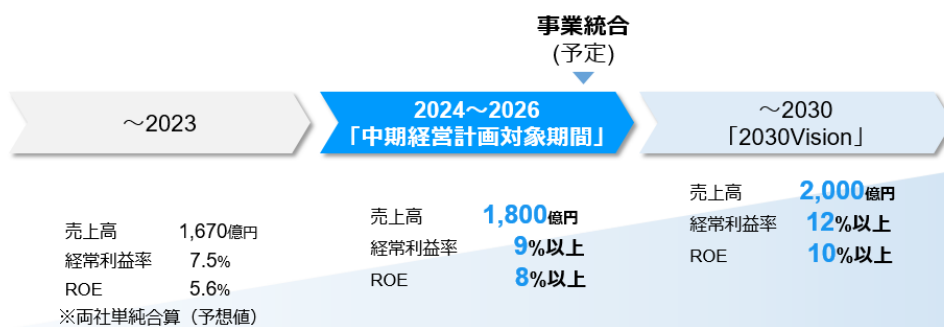 事業統合
(予定)
～2023
2024～2026
「中期経営計画対象期間」
～2030
「2030Vision」
売上高 1,670億円
経常利益率 7.5%
ROE 5.6%
※両社単純合算（予想値）
売上高 1,800億円
経常利益率 9%以上
ROE 8%以上
売上高 2,000億円
経常利益率 12%以上
ROE 10%以上